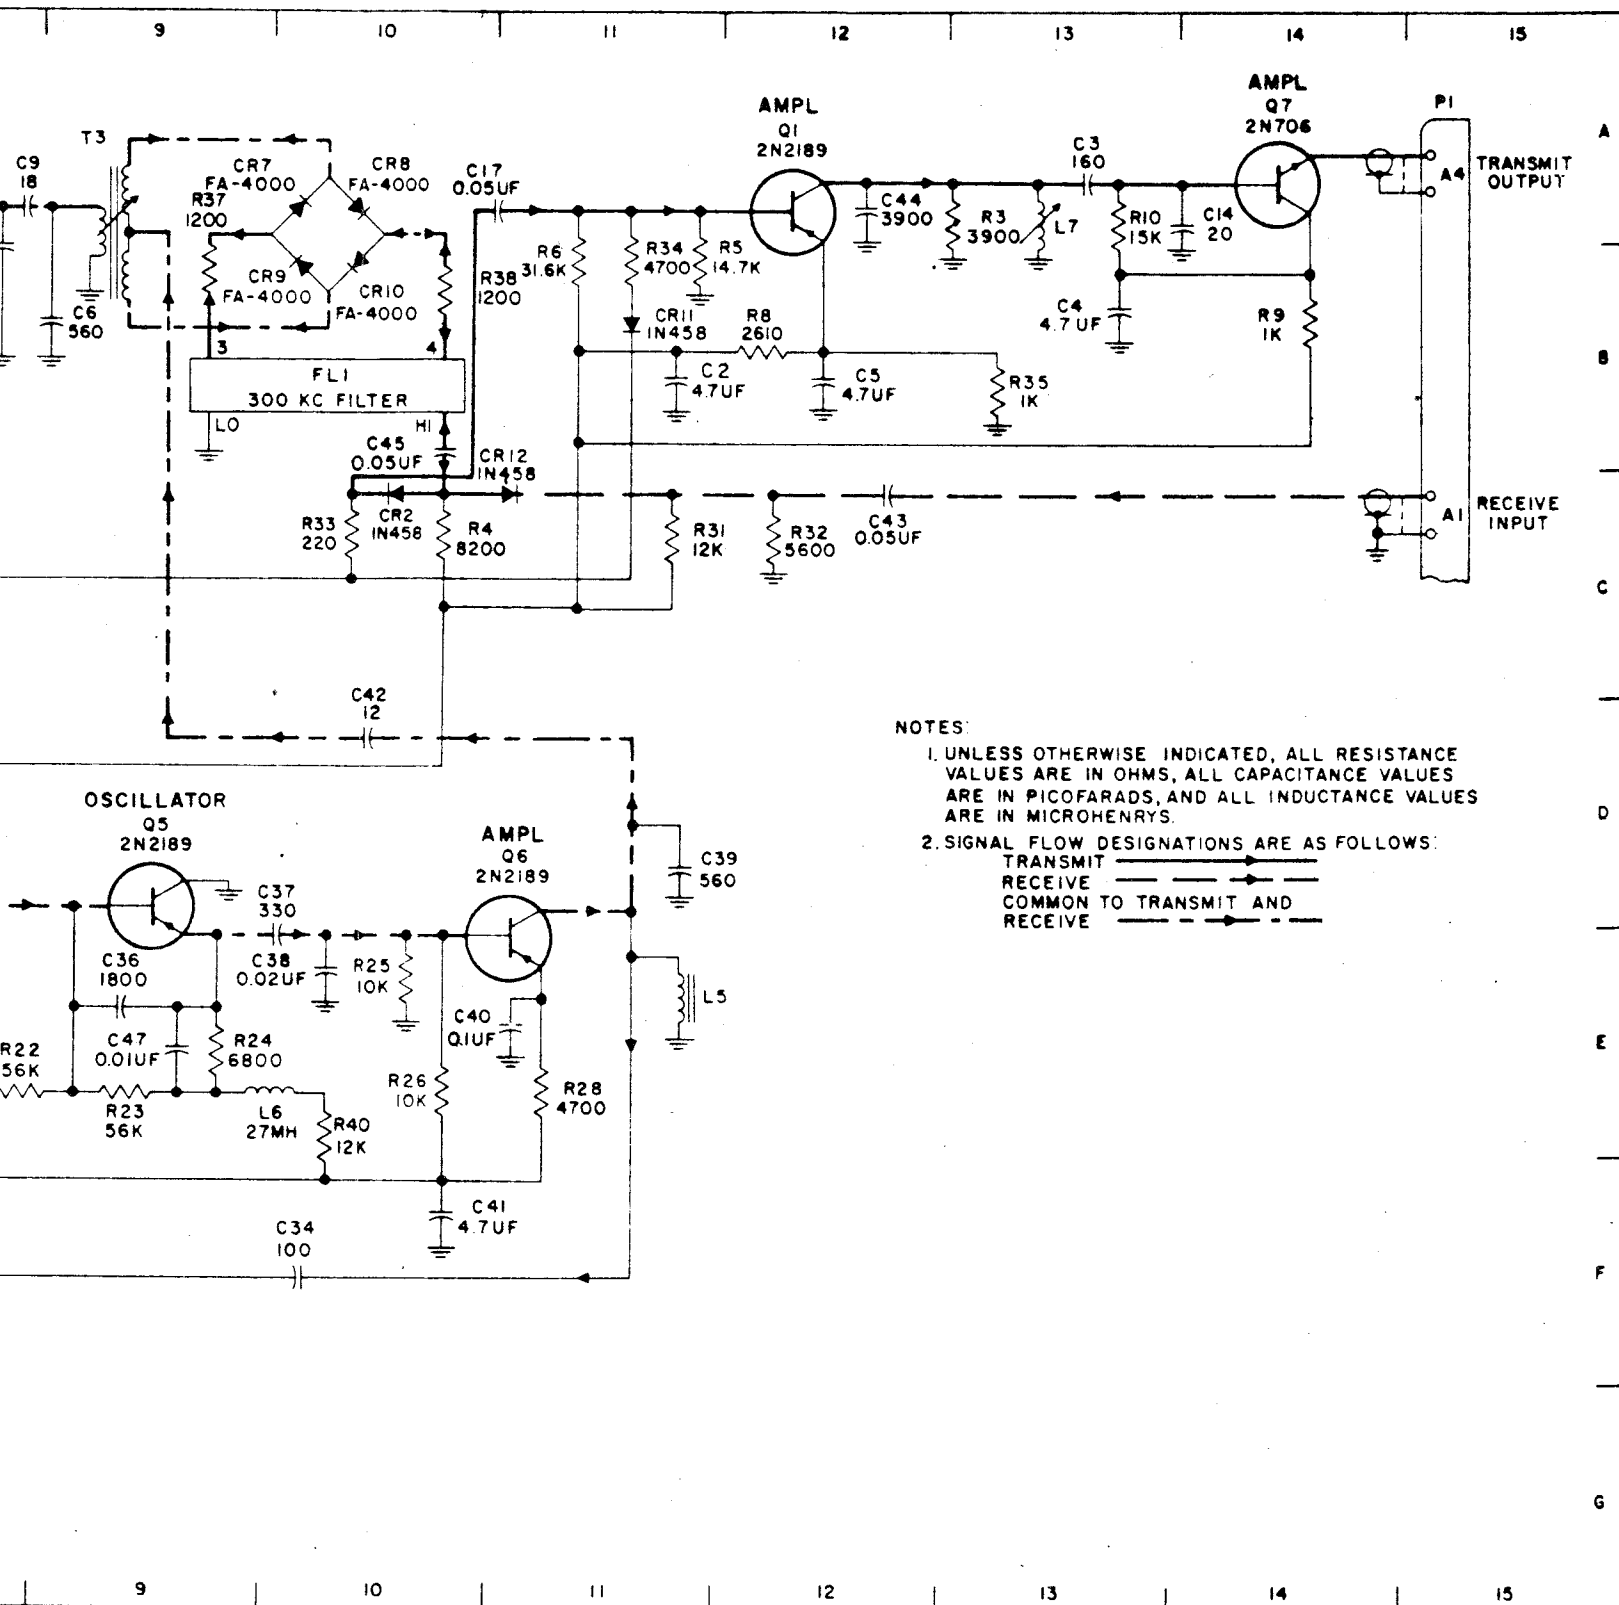 9
10
11
12
13
14
15
A
B
C
D
E
F
G
T3
C9
18
C6
560
CR7
FA-4000
R37
1200
CR8
FA-4000
CR9
FA-4000
CR10
FA-4000
R38
1200
3
4
FL1
300 KC FILTER
LO
HI
C45
0.05UF
CR12
1N458
R33
220
CR2
1N458
R4
8200
C17
0.05UF
R6
31.6K
R34
4700
R5
14.7K
CR11
1N458
R8
2610
C2
4.7UF
C5
4.7UF
R35
1K
AMPL
Q1
2N2189
C44
3900
R3
3900
L7
C3
160
R10
15K
C14
20
C4
4.7UF
R9
1K
AMPL
Q7
2N706
P1
A4
TRANSMIT
OUTPUT
A1
RECEIVE
INPUT
R31
12K
R32
5600
C43
0.05UF
C42
12
NOTES:
1. UNLESS OTHERWISE INDICATED, ALL RESISTANCE
VALUES ARE IN OHMS, ALL CAPACITANCE VALUES
ARE IN PICOFARADS, AND ALL INDUCTANCE VALUES
ARE IN MICROHENRYS.
2. SIGNAL FLOW DESIGNATIONS ARE AS FOLLOWS:
TRANSMIT
RECEIVE
COMMON TO TRANSMIT AND
RECEIVE
OSCILLATOR
Q5
2N2189
C37
330
C38
0.02UF
R25
10K
AMPL
Q6
2N2189
C39
560
L5
C36
1800
C47
0.01UF
R24
6800
R22
56K
R23
56K
L6
27MH
R40
12K
R26
10K
C40
0.1UF
R28
4700
C41
4.7UF
C34
100
9
10
11
12
13
14
15